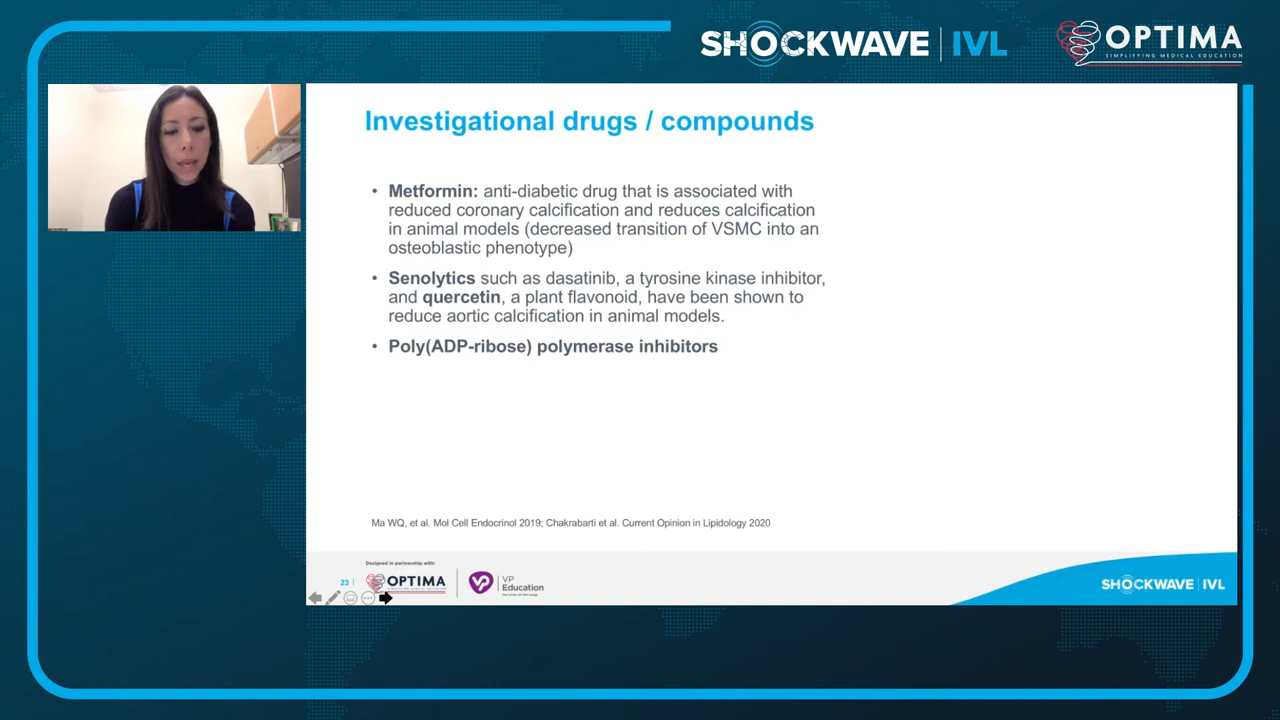 SHOCKWAVE | IVL
OPTIMA
SIMPLIFYING MEDICAL EDUCATION
Investigational drugs / compounds
• Metformin: anti-diabetic drug that is associated with
reduced coronary calcification and reduces calcification
in animal models (decreased transition of VSMC into an
osteoblastic phenotype)
• Senolytics such as dasatinib, a tyrosine kinase inhibitor,
and quercetin, a plant flavonoid, have been shown to
reduce aortic calcification in animal models.
• Poly(ADP-ribose) polymerase inhibitors
Ma WQ, et al. Mol Cell Endocrinol 2019; Chakrabarti et al. Current Opinion in Lipidology 2020
Designed in partnership with:
23 |
OPTIMA
VP
Education
SHOCKWAVE | IVL